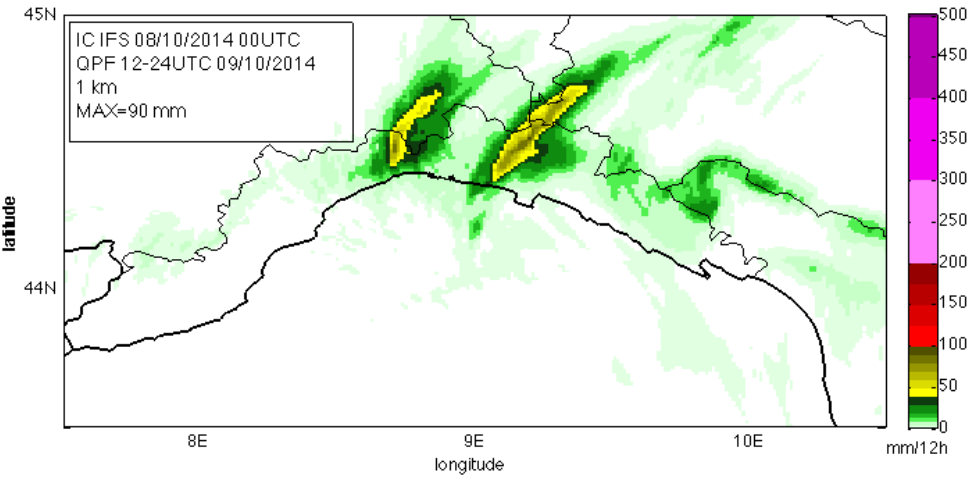 45N
IC IFS 08/10/2014 00UTC
QPF 12-24UTC 09/10/2014
1 km
MAX=90 mm
latitude
44N
8E
9E
10E
longitude
500
450
400
350
300
250
200
150
100
50
0
mm/12h